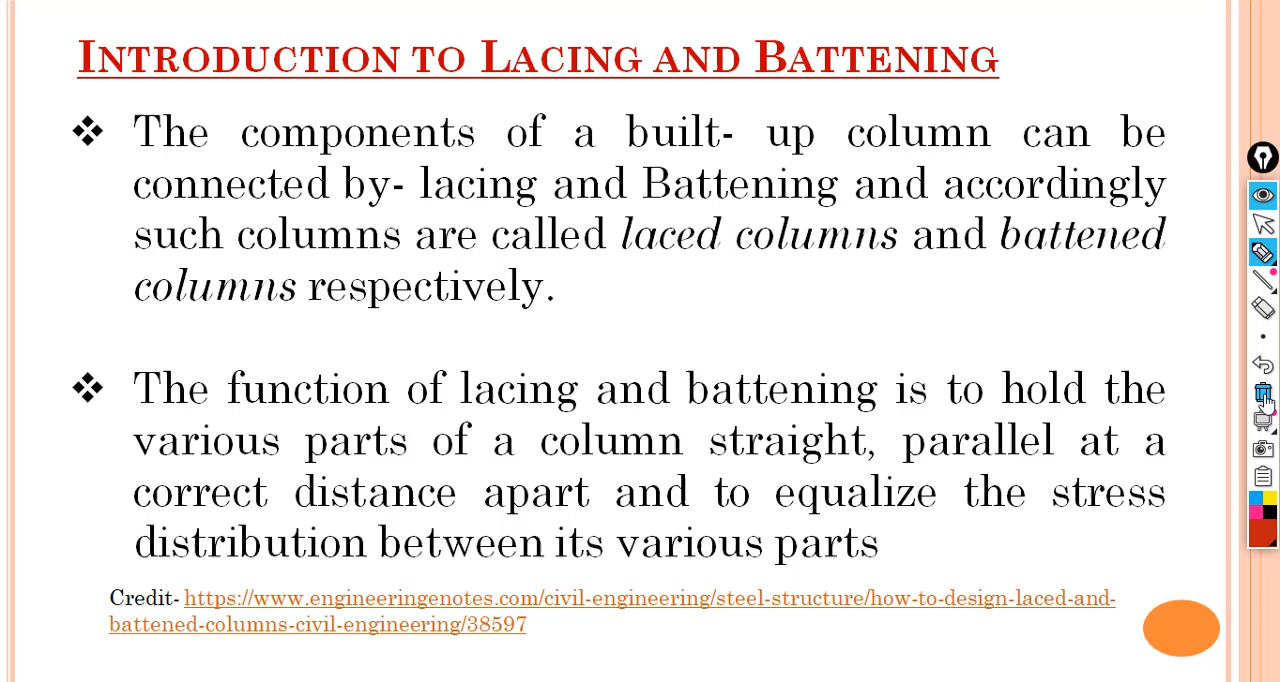 INTRODUCTION TO LACING AND BATTENING
❖ The components of a built- up column can be
connected by- lacing and Battening and accordingly
such columns are called laced columns and battened
columns respectively.
❖ The function of lacing and battening is to hold the
various parts of a column straight, parallel at a
correct distance apart and to equalize the stress
distribution between its various parts
Credit- https://www.engineeringenotes.com/civil-engineering/steel-structure/how-to-design-laced-and-
battened-columns-civil-engineering/38597